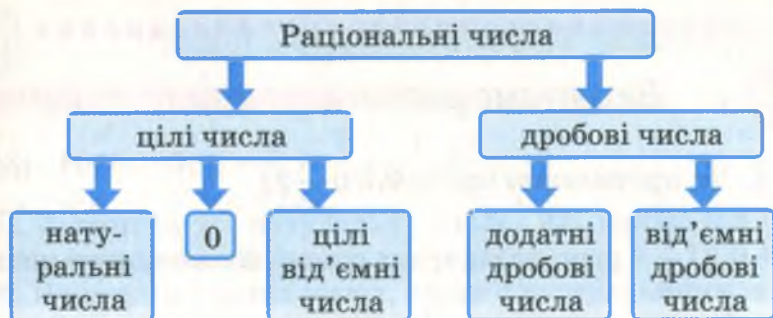 Раціональні числа
цілі числа
дробові числа
нату-
ральні
числа
0
цілі
від’ємні
числа
додатні
дробові
числа
від’ємні
дробові
числа